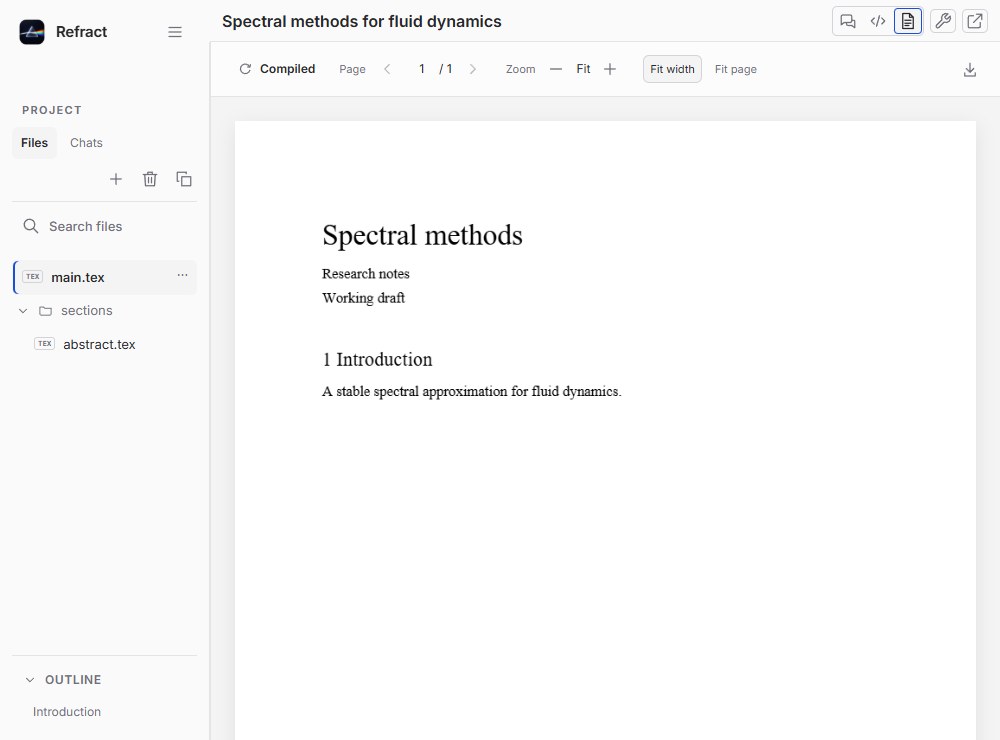 Refract
Spectral methods for fluid dynamics
Compiled
Page
1 / 1
Zoom
Fit
Fit width
Fit page
PROJECT
Files
Chats
Search files
TEX main.tex
sections
TEX abstract.tex
OUTLINE
Introduction
Spectral methods
Research notes
Working draft
1 Introduction
A stable spectral approximation for fluid dynamics.